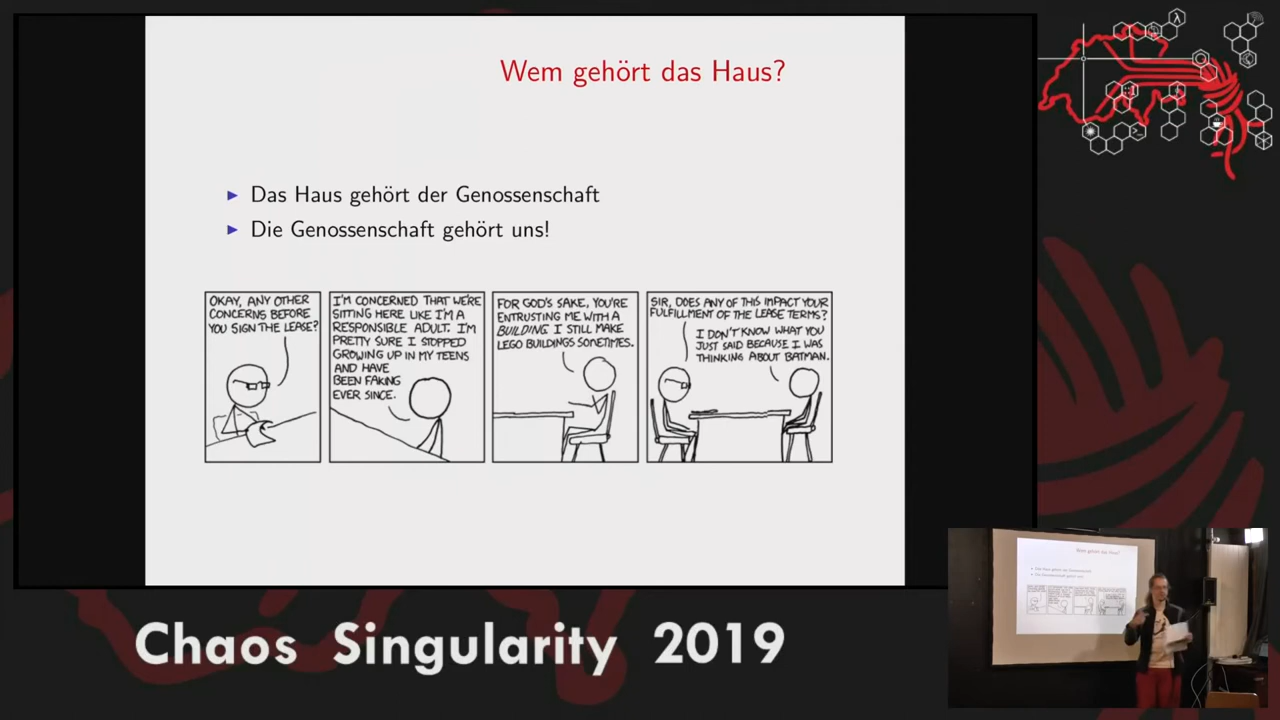 Wem gehört das Haus?
▶ Das Haus gehört der Genossenschaft
▶ Die Genossenschaft gehört uns!
OKAY, ANY OTHER
CONCERNS BEFORE
YOU SIGN THE LEASE?
I'M CONCERNED THAT WE'RE
SITTING HERE LIKE I'M A
RESPONSIBLE ADULT. I'M
PRETTY SURE I STOPPED
GROWING UP IN MY TEENS
AND HAVE
BEEN FAKING
EVER SINCE.
FOR GOD'S SAKE, YOU'RE
ENTRUSTING ME WITH A
BUILDING. I STILL MAKE
LEGO BUILDINGS SOMETIMES.
SIR, DOES ANY OF THIS IMPACT YOUR
FULFILLMENT OF THE LEASE TERMS?
I DON'T KNOW WHAT YOU
JUST SAID BECAUSE I WAS
THINKING ABOUT BATMAN.
Chaos Singularity 2019
Wem gehört das Haus?